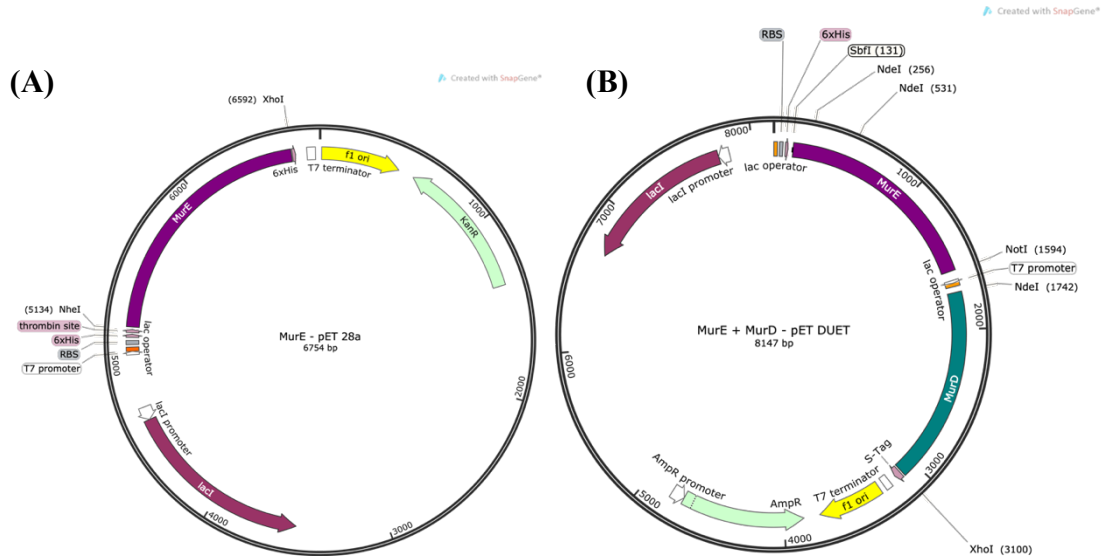 (A)
Created with SnapGene®
(6592) XhoI
6xHis
T7 terminator
f1 ori
KanR
1000
2000
3000
4000
5000
6000
MurE
(5134) NheI
thrombin site
6xHis
RBS
T7 promoter
lac operator
lacI promoter
lacI
MurE - pET 28a
6754 bp
(B)
Created with SnapGene®
RBS
6xHis
SbfI (131)
NdeI (256)
NdeI (531)
8000
lac operator
MurE
1000
NotI (1594)
T7 promoter
NdeI (1742)
lac operator
2000
MurD
3000
XhoI (3100)
S-Tag
T7 terminator
f1 ori
4000
AmpR
AmpR promoter
5000
6000
7000
lacI
lacI promoter
MurE + MurD - pET DUET
8147 bp